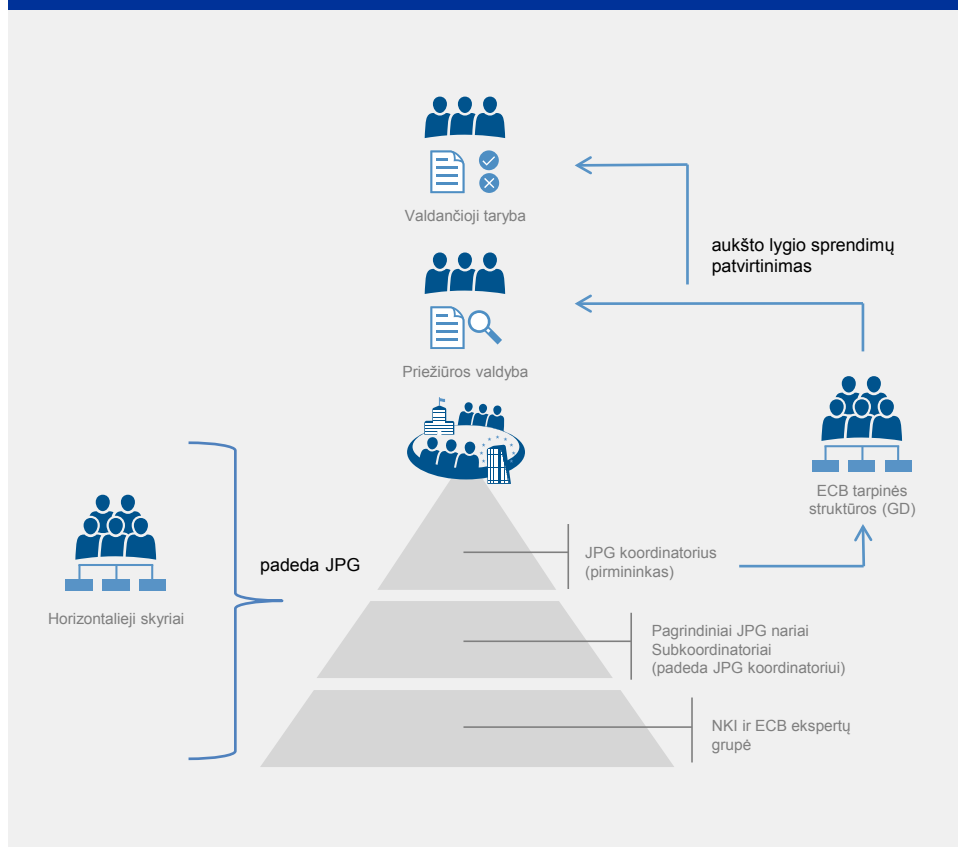 Valdančioji taryba
aukšto lygio sprendimų
patvirtinimas
Priežiūros valdyba
ECB tarpinės
struktūros (GD)
JPG koordinatorius
(pirmininkas)
padeda JPG
Horizontalieji skyriai
Pagrindiniai JPG nariai
Subkoordinatoriai
(padeda JPG koordinatoriui)
NKI ir ECB ekspertų
grupė